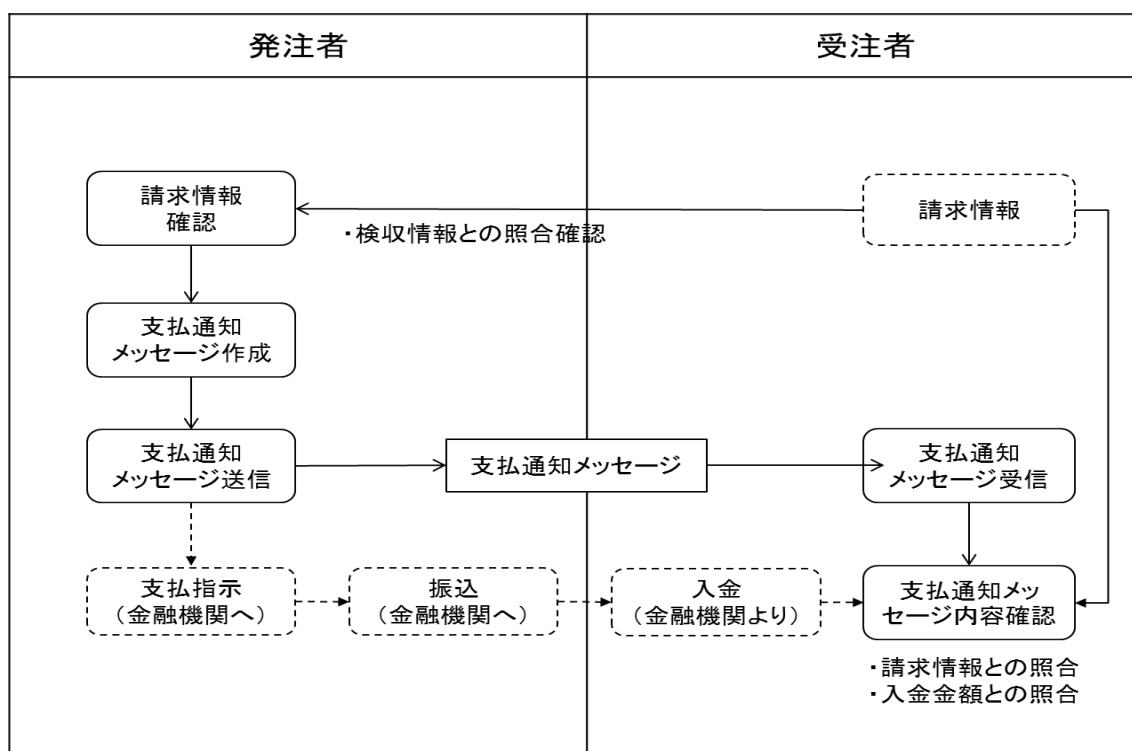 発注者
受注者
請求情報
確認
請求情報
・検収情報との照合確認
支払通知
メッセージ作成
支払通知
メッセージ送信
支払通知メッセージ
支払通知
メッセージ受信
支払指示
（金融機関へ）
振込
（金融機関へ）
入金
（金融機関より）
支払通知メッ
セージ内容確認
・請求情報との照合
・入金金額との照合